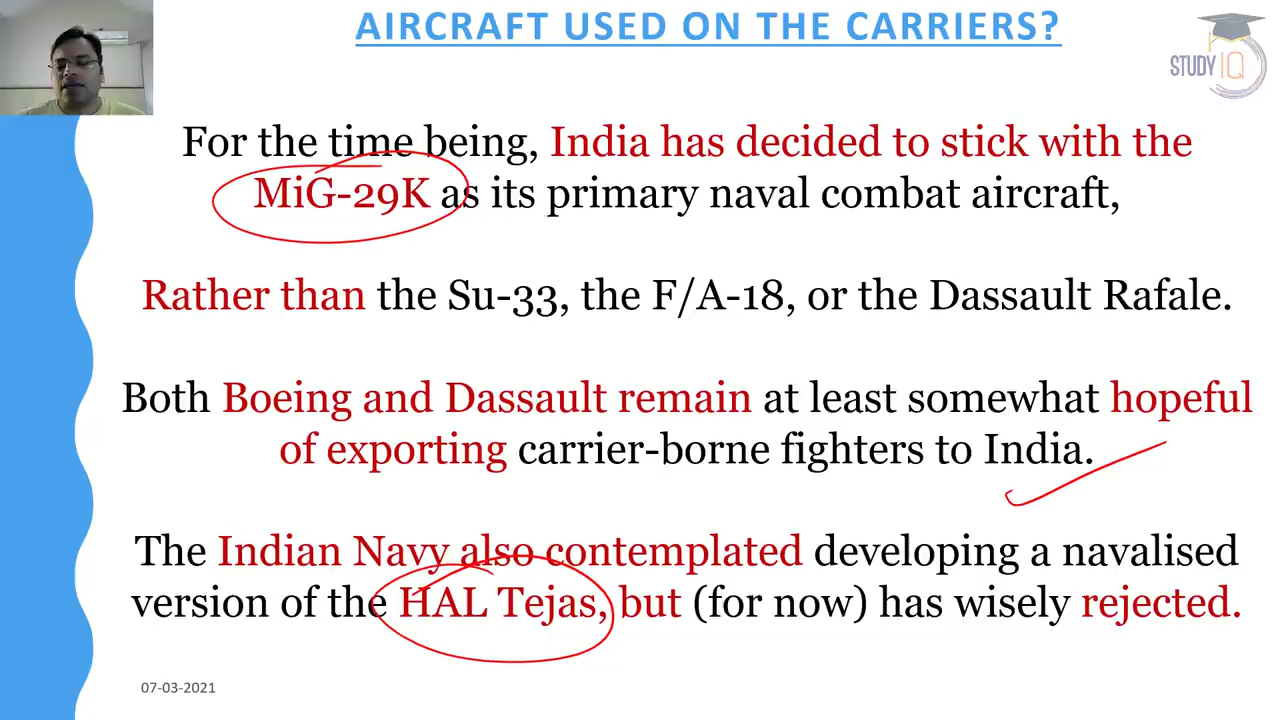 AIRCRAFT USED ON THE CARRIERS?
STUDY IQ
For the time being, India has decided to stick with the
MiG-29K as its primary naval combat aircraft,
Rather than the Su-33, the F/A-18, or the Dassault Rafale.
Both Boeing and Dassault remain at least somewhat hopeful
of exporting carrier-borne fighters to India.
The Indian Navy also contemplated developing a navalised
version of the HAL Tejas, but (for now) has wisely rejected.
07-03-2021